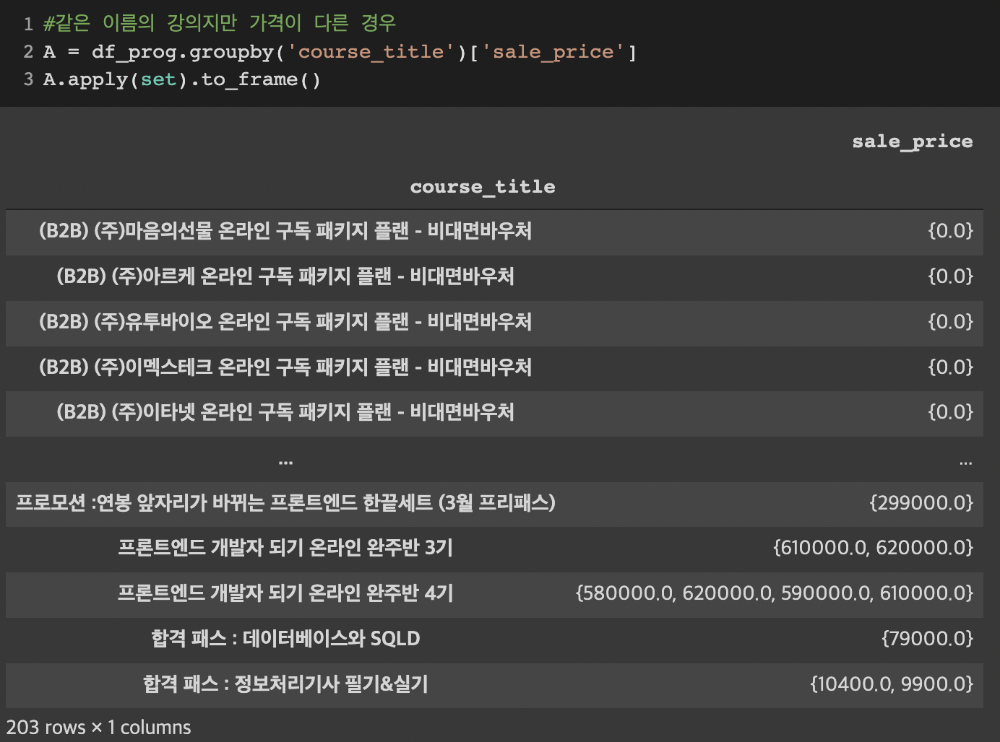 1 #같은 이름의 강의지만 가격이 다른 경우
2 A = df_prog.groupby('course_title')['sale_price']
3 A.apply(set).to_frame()
sale_price
course_title
(B2B) (주)마음의선물 온라인 구독 패키지 플랜 - 비대면바우처 {0.0}
(B2B) (주)아르케 온라인 구독 패키지 플랜 - 비대면바우처 {0.0}
(B2B) (주)유투바이오 온라인 구독 패키지 플랜 - 비대면바우처 {0.0}
(B2B) (주)이멕스테크 온라인 구독 패키지 플랜 - 비대면바우처 {0.0}
(B2B) (주)이타넷 온라인 구독 패키지 플랜 - 비대면바우처 {0.0}
... ...
프로모션 :연봉 앞자리가 바뀌는 프론트엔드 한끝세트 (3월 프리패스) {299000.0}
프론트엔드 개발자 되기 온라인 완주반 3기 {610000.0, 620000.0}
프론트엔드 개발자 되기 온라인 완주반 4기 {580000.0, 620000.0, 590000.0, 610000.0}
합격 패스 : 데이터베이스와 SQLD {79000.0}
합격 패스 : 정보처리기사 필기&실기 {10400.0, 9900.0}
203 rows × 1 columns